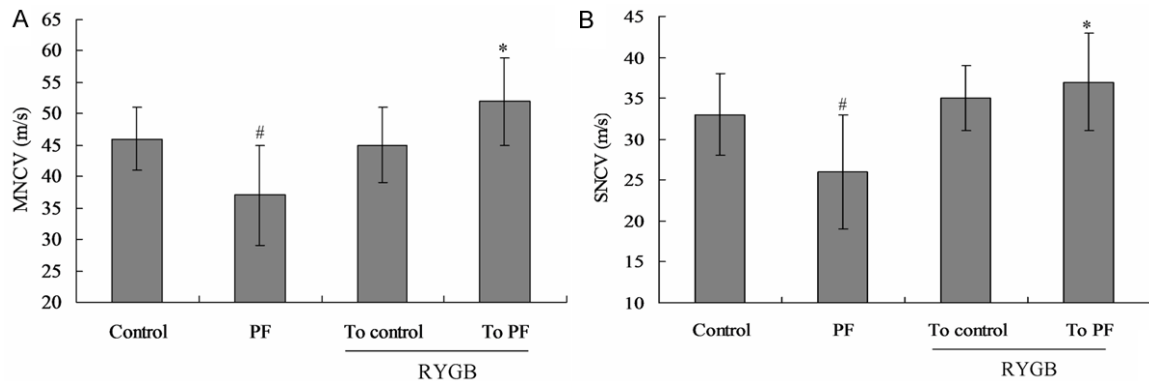 A
MNCV (m/s)
65
60
55
50
45
40
35
30
25
20
#
*
Control PF To control To PF
RYGB
B
SNCV (m/s)
45
40
35
30
25
20
15
10
#
*
Control PF To control To PF
RYGB